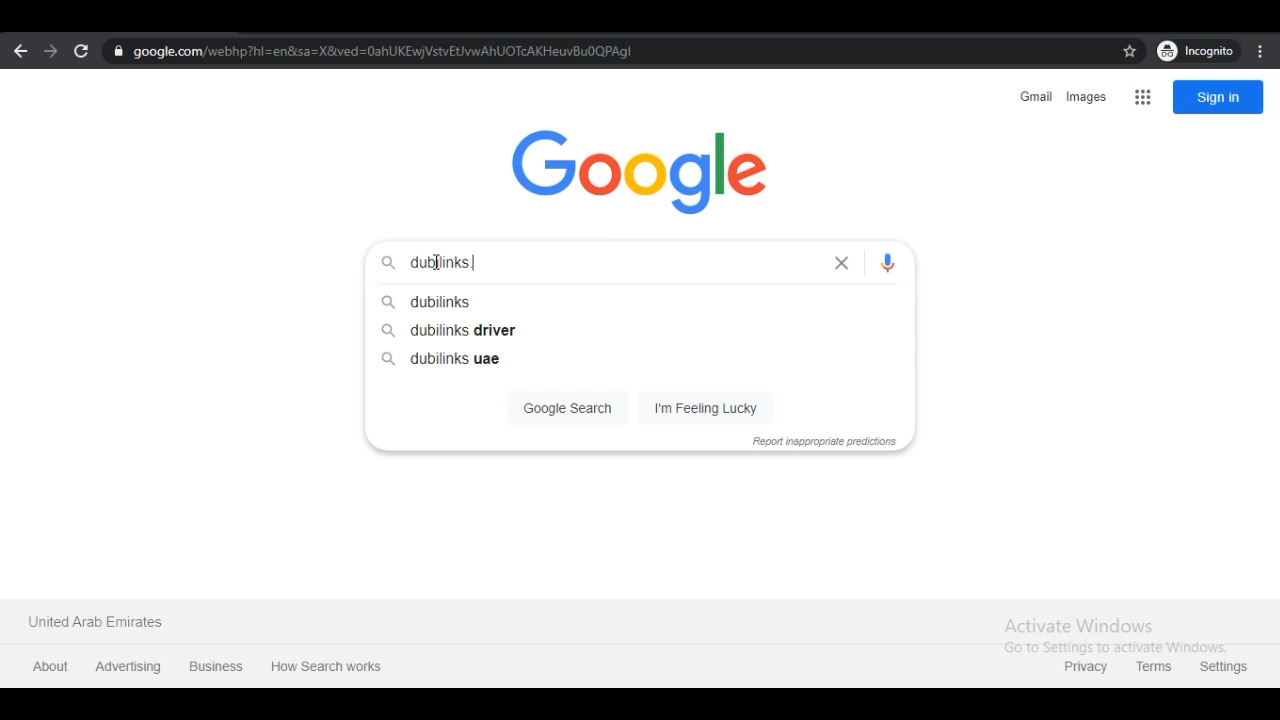 google.com/webhp?hl=en&sa=X&ved=0ahUKEwjVstvEtJvwAhUOTcAKHeuvBu0QPAgI
Incognito
Gmail Images Sign in
Google
dubilinks
dubilinks
dubilinks driver
dubilinks uae
Google Search I'm Feeling Lucky
Report inappropriate predictions
United Arab Emirates
Activate Windows
Go to Settings to activate Windows.
About Advertising Business How Search works Privacy Terms Settings